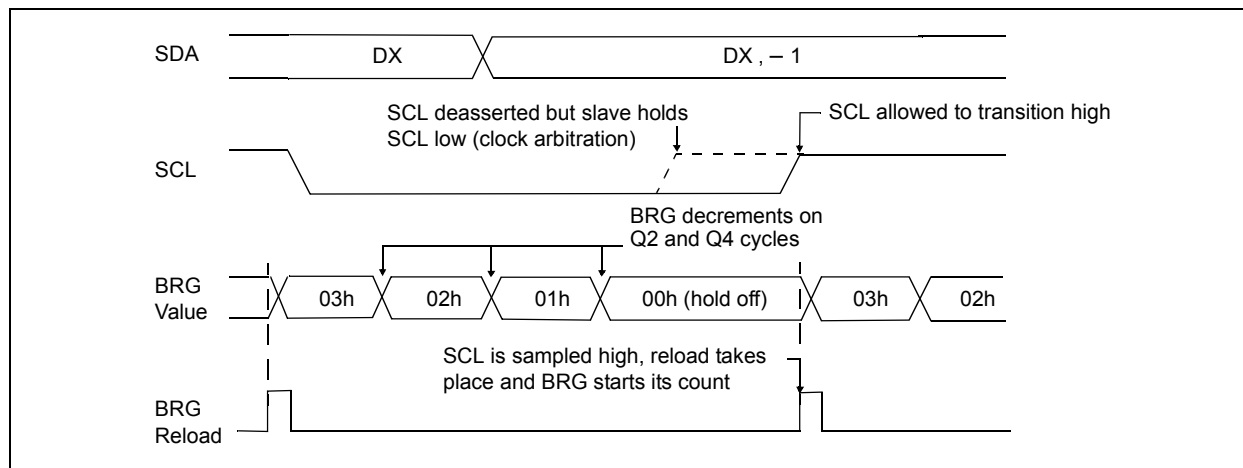 SDA
DX
DX , – 1
SCL deasserted but slave holds
SCL low (clock arbitration)
SCL allowed to transition high
SCL
BRG decrements on
Q2 and Q4 cycles
BRG
Value
03h
02h
01h
00h (hold off)
03h
02h
SCL is sampled high, reload takes
place and BRG starts its count
BRG
Reload